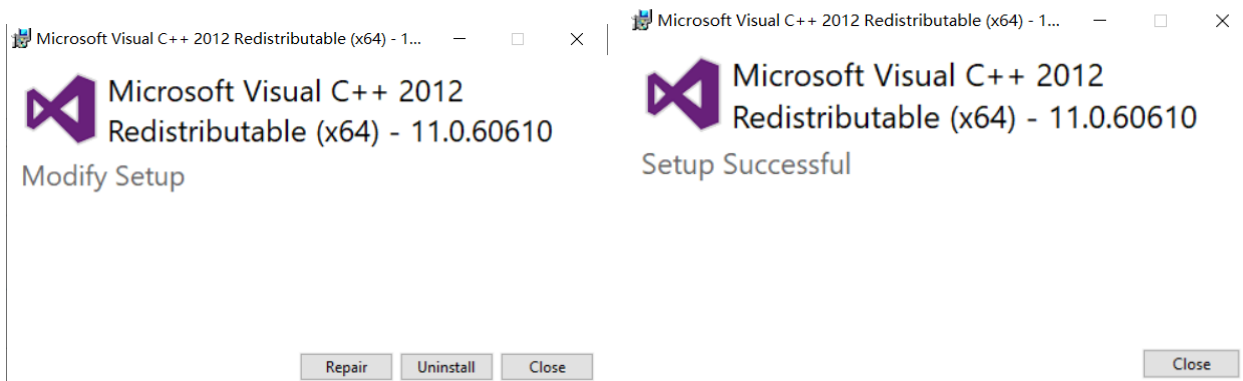 Microsoft Visual C++ 2012 Redistributable (x64) - 1...
Microsoft Visual C++ 2012
Redistributable (x64) - 11.0.60610
Modify Setup
Repair
Uninstall
Close
Microsoft Visual C++ 2012 Redistributable (x64) - 1...
Microsoft Visual C++ 2012
Redistributable (x64) - 11.0.60610
Setup Successful
Close